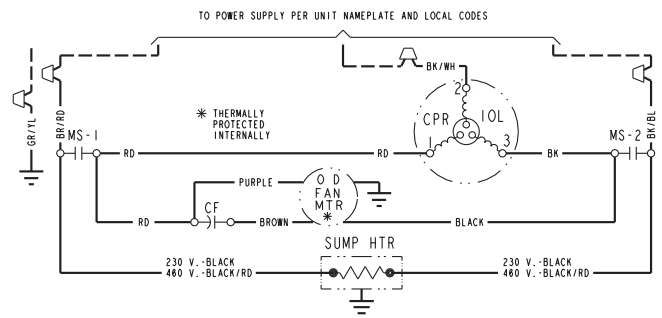 TO POWER SUPPLY PER UNIT NAMEPLATE AND LOCAL CODES
BK/WH
GR/YL
BR/RD
MS-1
* THERMALLY
PROTECTED
INTERNALLY
2
CPR
IOL
1
3
MS-2
BK/BL
RD
RD
BK
PURPLE
OD
FAN
MTR
*
CF
RD
BROWN
BLACK
SUMP HTR
230 V.-BLACK
460 V.-BLACK/RD
230 V.-BLACK
460 V.-BLACK/RD